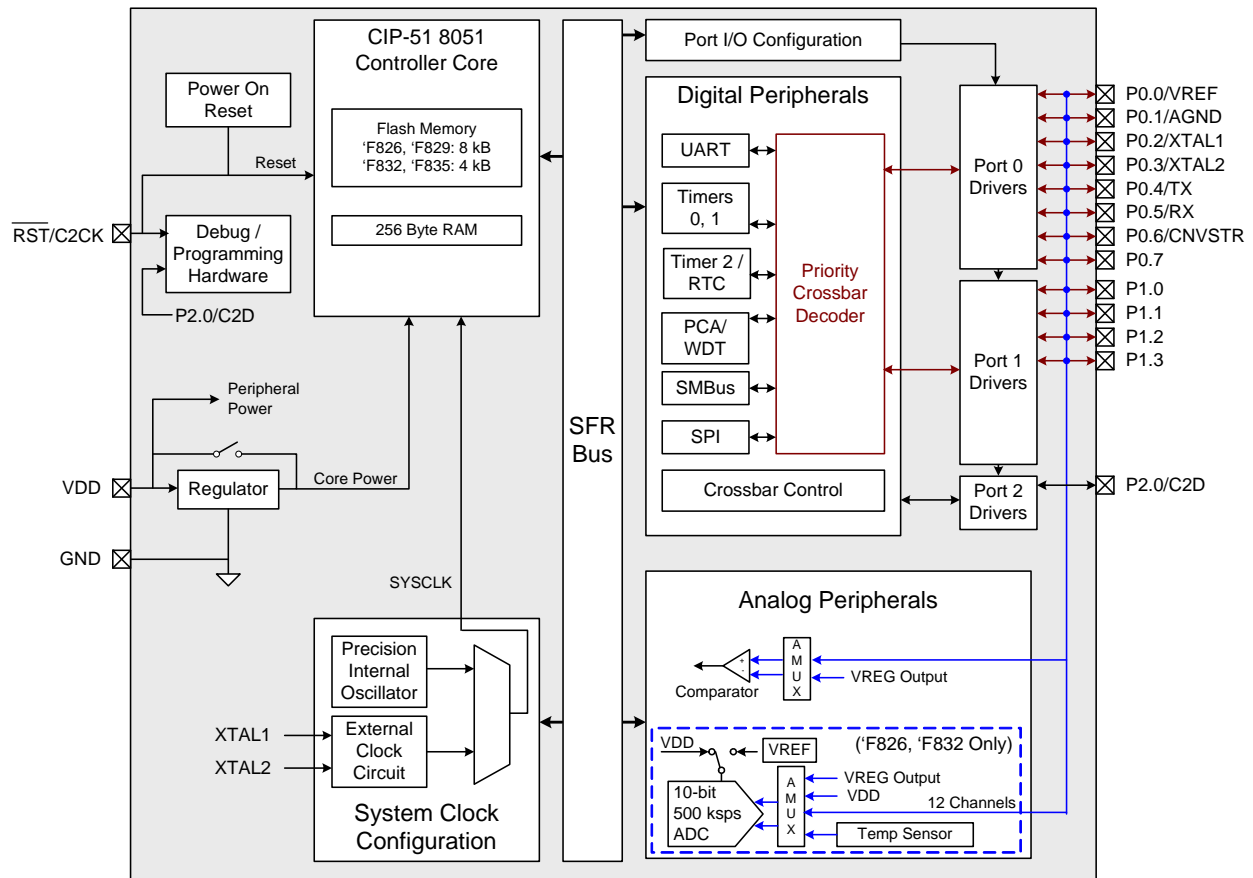 CIP-51 8051
Controller Core
Flash Memory
‘F826, ‘F829: 8 kB
‘F832, ‘F835: 4 kB
256 Byte RAM
Power On
Reset
Reset
RST/C2CK
Debug /
Programming
Hardware
P2.0/C2D
Peripheral
Power
VDD
Regulator
Core Power
GND
SYSCLK
Precision
Internal
Oscillator
XTAL1
XTAL2
External
Clock
Circuit
System Clock
Configuration
SFR
Bus
Port I/O Configuration
Digital Peripherals
UART
Timers
0, 1
Timer 2 /
RTC
PCA/
WDT
SMBus
SPI
Priority
Crossbar
Decoder
Crossbar Control
Port 0
Drivers
Port 1
Drivers
Port 2
Drivers
P0.0/VREF
P0.1/AGND
P0.2/XTAL1
P0.3/XTAL2
P0.4/TX
P0.5/RX
P0.6/CNVSTR
P0.7
P1.0
P1.1
P1.2
P1.3
P2.0/C2D
Analog Peripherals
+
-
Comparator
AMUX
VREG Output
(‘F826, ‘F832 Only)
VDD
VREF
10-bit
500 ksps
ADC
AMUX
VREG Output
VDD
12 Channels
Temp Sensor